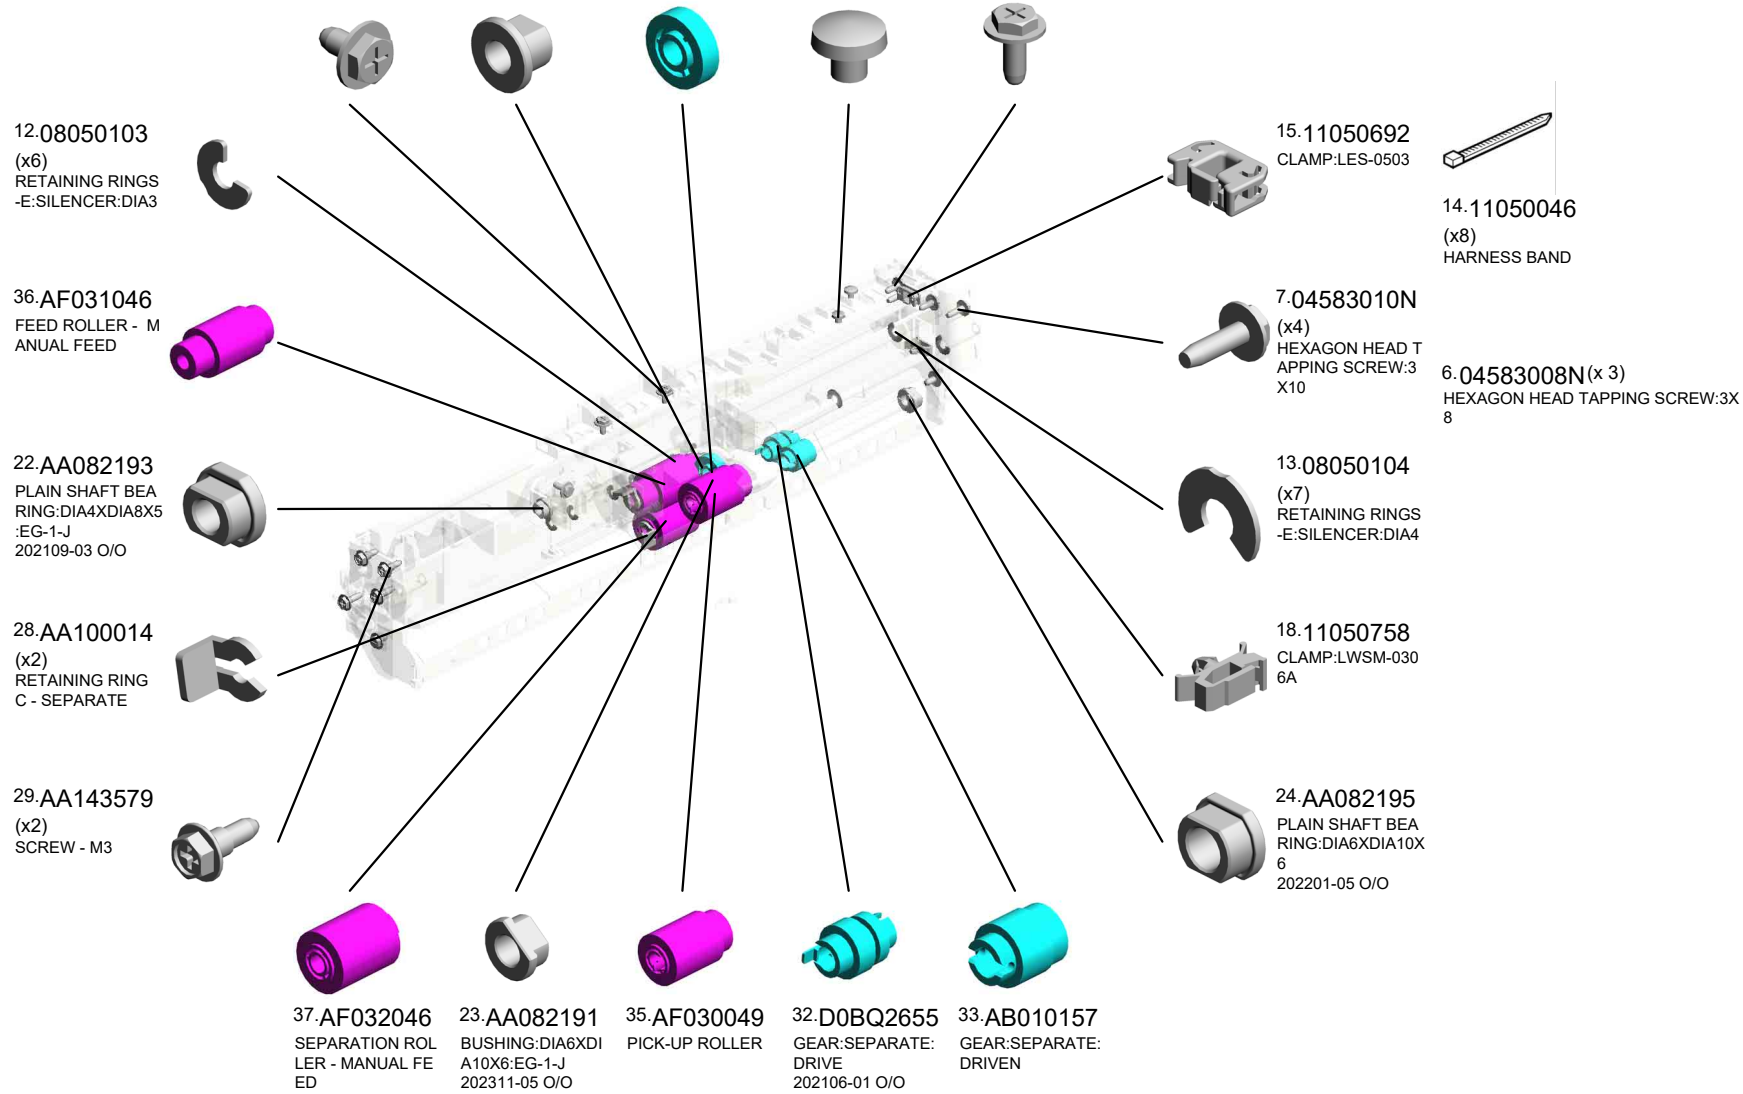 12.08050103
(x6)
RETAINING RINGS
-E:SILENCER:DIA3
36.AF031046
FEED ROLLER - M
ANUAL FEED
22.AA082193
PLAIN SHAFT BEA
RING:DIA4XDIA8X5
:EG-1-J
202109-03 O/O
28.AA100014
(x2)
RETAINING RING
C - SEPARATE
29.AA143579
(x2)
SCREW - M3
15.11050692
CLAMP:LES-0503
14.11050046
(x8)
HARNESS BAND
7.04583010N
(x4)
HEXAGON HEAD T
APPING SCREW:3
X10
6.04583008N(x 3)
HEXAGON HEAD TAPPING SCREW:3X
8
13.08050104
(x7)
RETAINING RINGS
-E:SILENCER:DIA4
18.11050758
CLAMP:LWSM-030
6A
24.AA082195
PLAIN SHAFT BEA
RING:DIA6XDIA10X
6
202201-05 O/O
37.AF032046
SEPARATION ROL
LER - MANUAL FE
ED
23.AA082191
BUSHING:DIA6XDI
A10X6:EG-1-J
202311-05 O/O
35.AF030049
PICK-UP ROLLER
32.D0BQ2655
GEAR:SEPARATE:
DRIVE
202106-01 O/O
33.AB010157
GEAR:SEPARATE:
DRIVEN